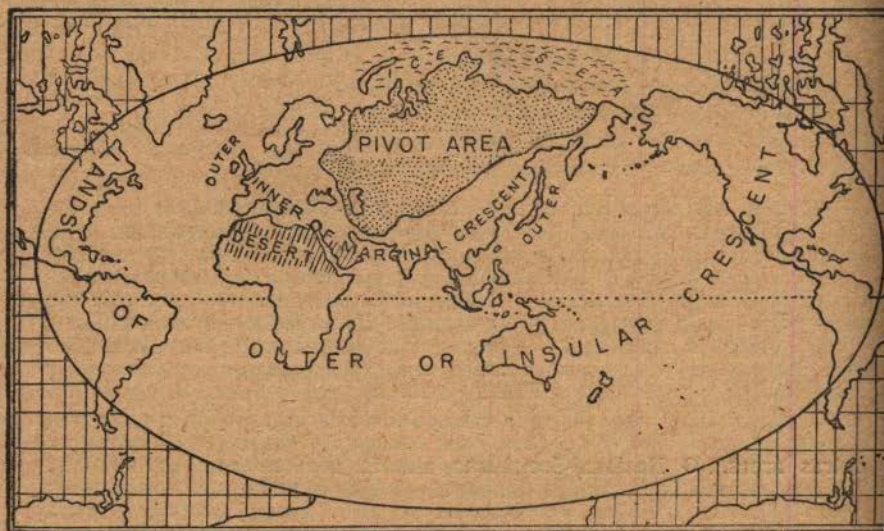 ICE SEA
PIVOT AREA
OUTER
INNER OR MARGINAL CRESCENT
OUTER
DESERT
LANDS OF OUTER OR INSULAR CRESCENT